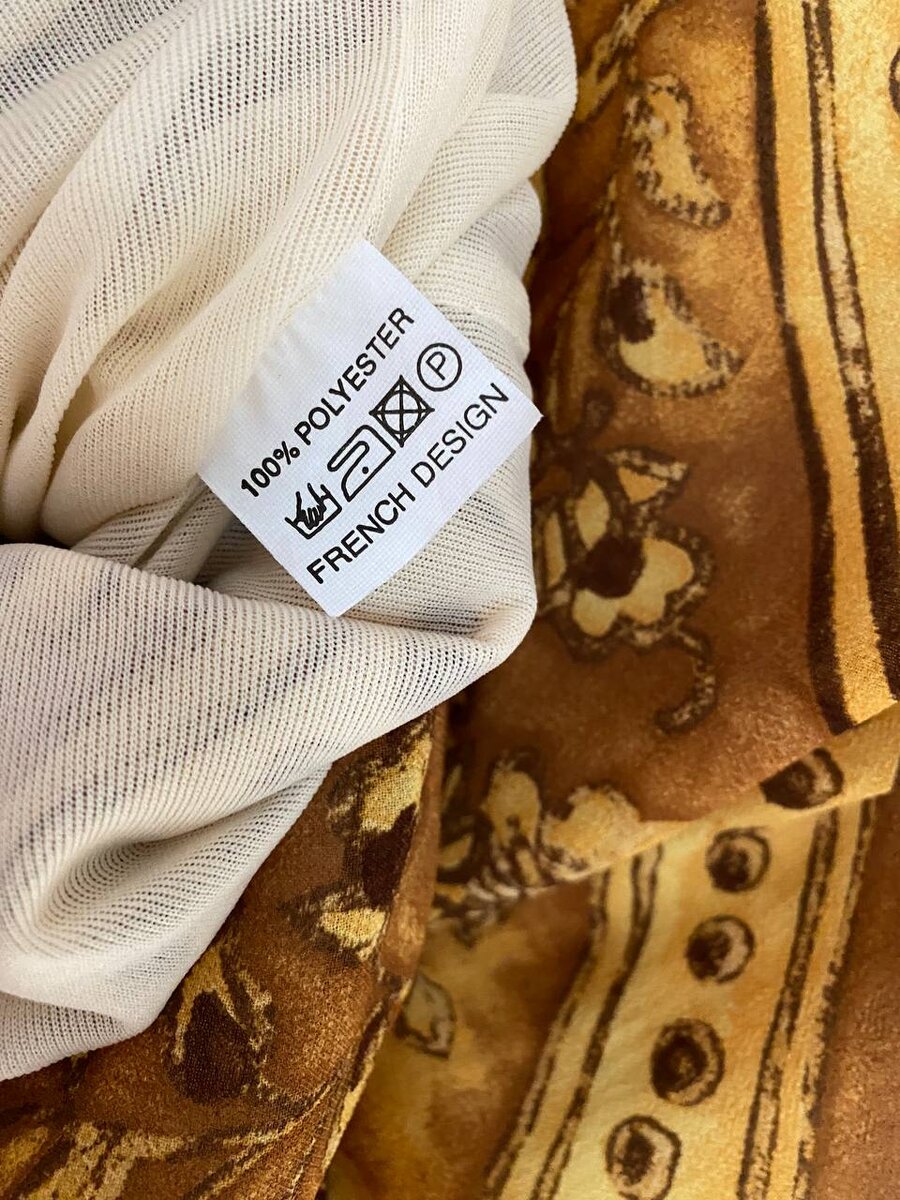 100% POLYESTER
P
FRENCH DESIGN